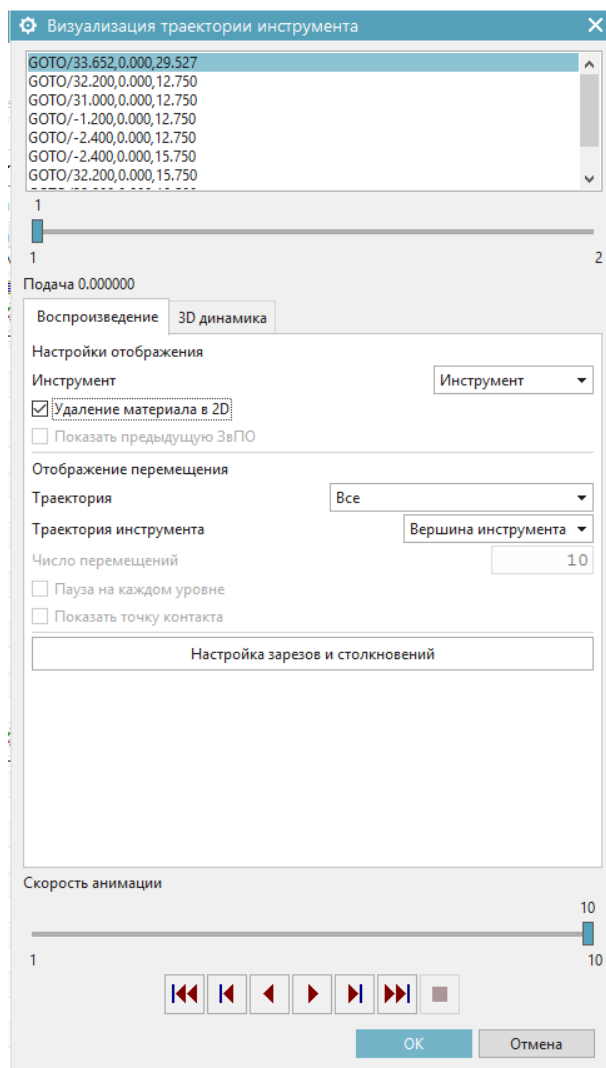 Визуализация траектории инструмента
GOTO/33.652,0.000,29.527
GOTO/32.200,0.000,12.750
GOTO/31.000,0.000,12.750
GOTO/-1.200,0.000,12.750
GOTO/-2.400,0.000,12.750
GOTO/-2.400,0.000,15.750
GOTO/32.200,0.000,15.750
1
1 2
Подача 0.000000
Воспроизведение 3D динамика
Настройки отображения
Инструмент Инструмент
Удаление материала в 2D
Показать предыдущую ЗвПО
Отображение перемещения
Траектория Все
Траектория инструмента Вершина инструмента
Число перемещений 10
Пауза на каждом уровне
Показать точку контакта
Настройка зарезов и столкновений
Скорость анимации
10
1 10
OK Отмена